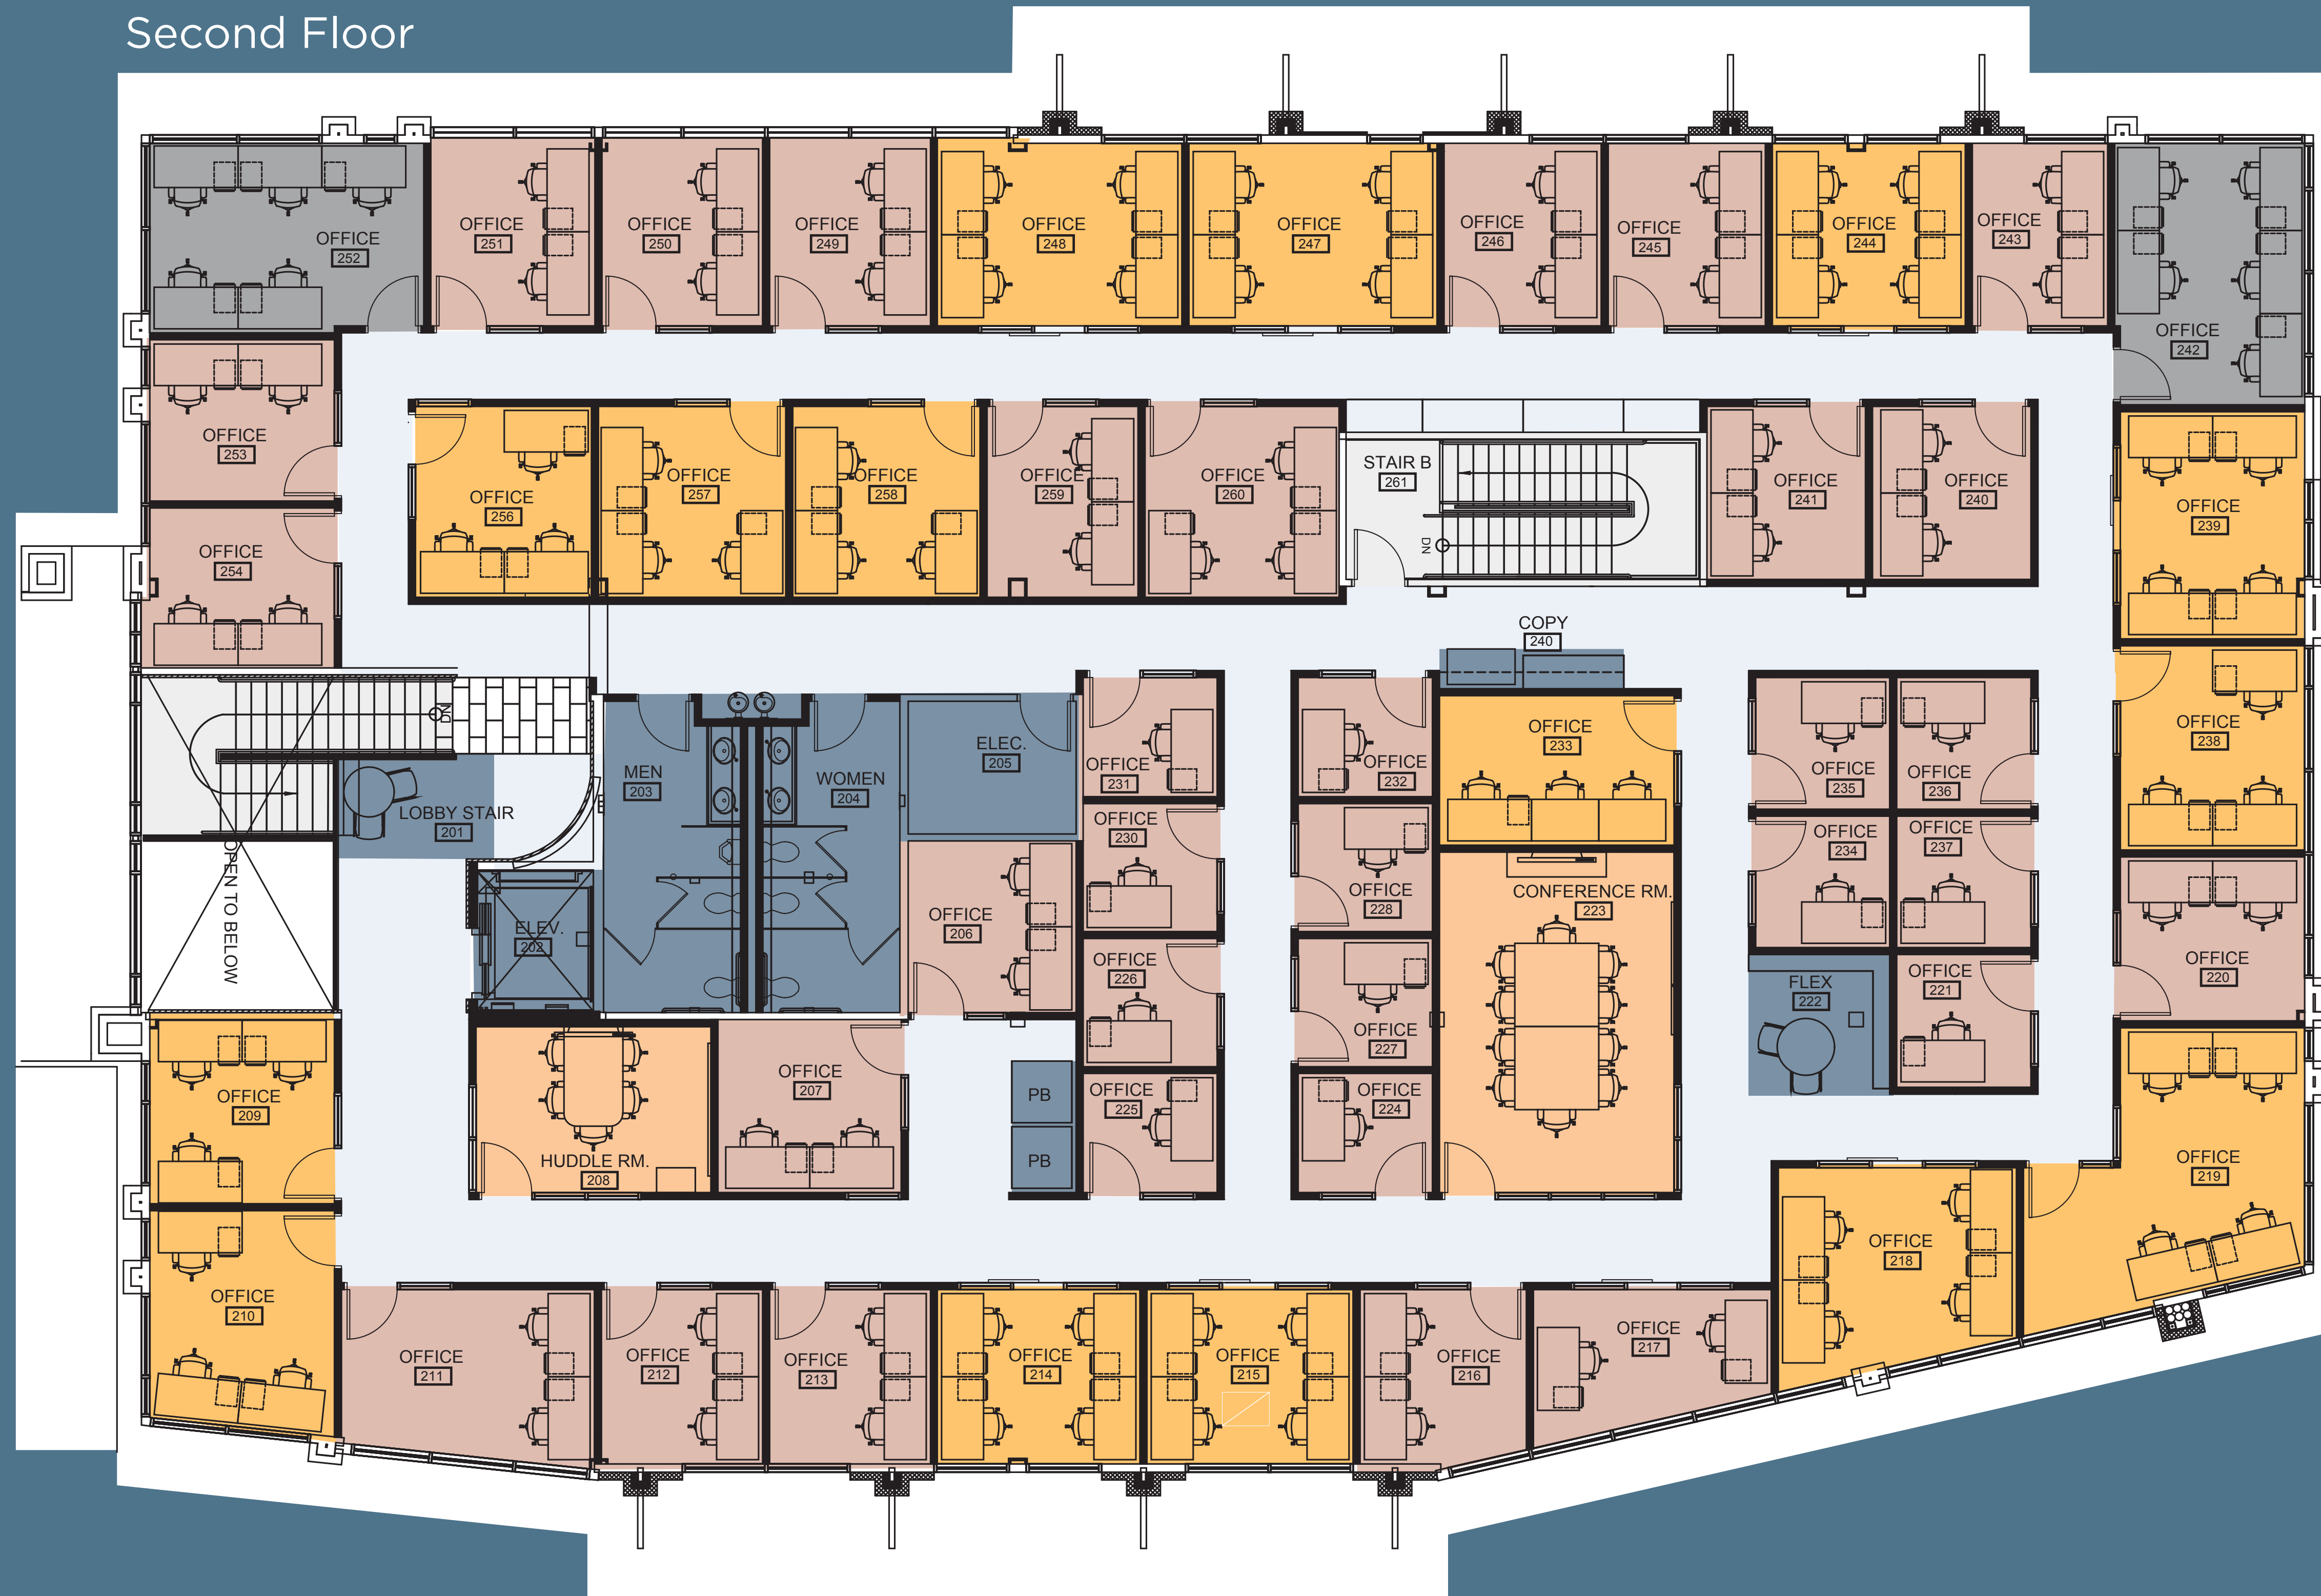 Second Floor
OFFICE
252
OFFICE
251
OFFICE
250
OFFICE
249
OFFICE
248
OFFICE
247
OFFICE
246
OFFICE
245
OFFICE
244
OFFICE
243
OFFICE
242
OFFICE
253
OFFICE
254
OFFICE
256
OFFICE
257
OFFICE
258
OFFICE
259
OFFICE
260
STAIR B
261
DN
OFFICE
241
OFFICE
240
OFFICE
239
COPY
240
DN
LOBBY STAIR
201
MEN
203
WOMEN
204
ELEC.
205
OFFICE
231
OFFICE
232
OFFICE
233
OFFICE
235
OFFICE
236
OFFICE
238
OPEN TO BELOW
ELEV.
202
OFFICE
206
OFFICE
230
OFFICE
228
CONFERENCE RM.
223
OFFICE
234
OFFICE
237
OFFICE
226
OFFICE
227
FLEX
222
OFFICE
221
OFFICE
220
OFFICE
209
HUDDLE RM.
208
OFFICE
207
PB
PB
OFFICE
225
OFFICE
224
OFFICE
219
OFFICE
218
OFFICE
210
OFFICE
211
OFFICE
212
OFFICE
213
OFFICE
214
OFFICE
215
OFFICE
216
OFFICE
217